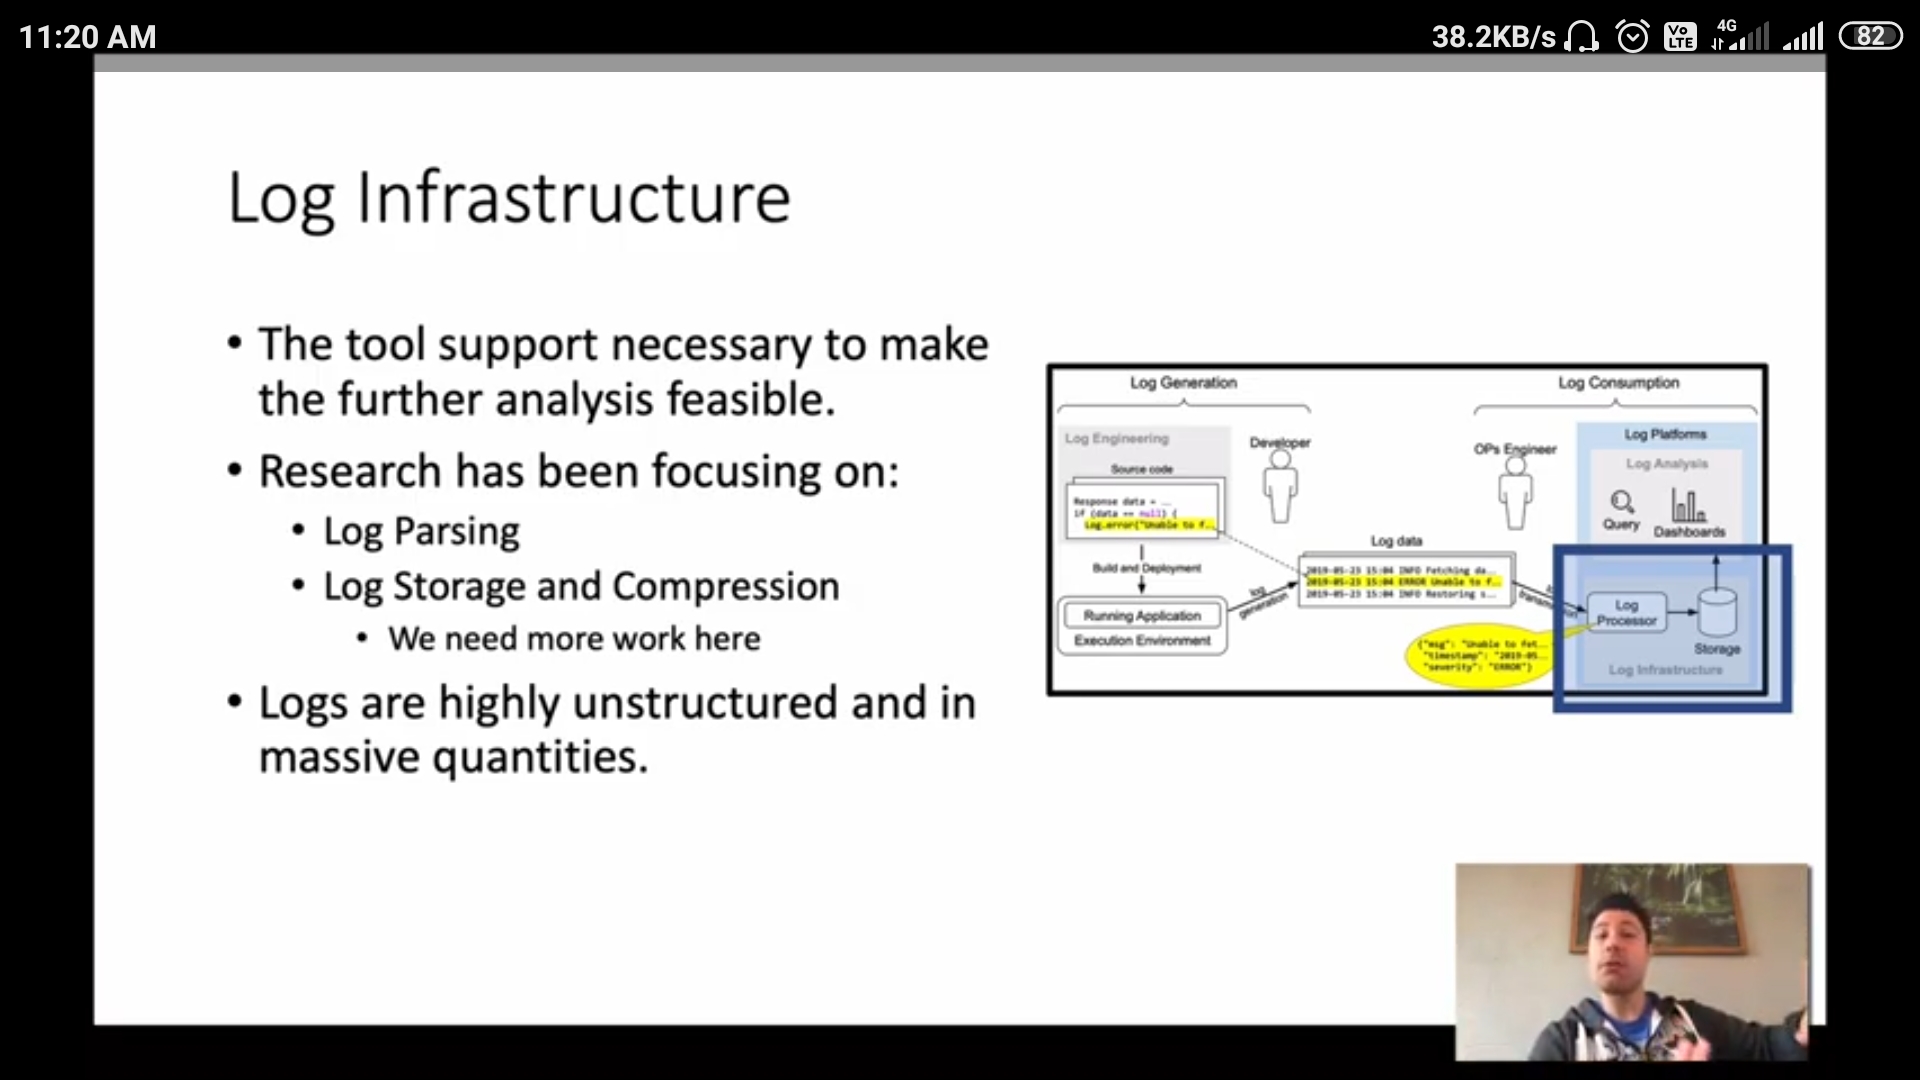 11:20 AM
38.2KB/s
Vo
LTE
4G
82
Log Infrastructure
• The tool support necessary to make
the further analysis feasible.
• Research has been focusing on:
• Log Parsing
• Log Storage and Compression
• We need more work here
• Logs are highly unstructured and in
massive quantities.
Log Generation
Log Consumption
Log Engineering
Developer
OPs Engineer
Log Platforms
Log Analysis
Source code
Response data = ...
if (data == null) {
Log.error("Unable to f...
Query
Dashboards
Log data
Build and Deployment
2019-05-23 15:04 INFO Fetching da...
2019-05-23 15:04 ERROR Unable to f...
2019-05-23 15:04 INFO Restoring s...
log
generation
Running Application
Execution Environment
Log
Processor
Storage
{"msg": "Unable to fet...
"timestamp": "2019-05...
"severity": "ERROR"}
Log Infrastructure